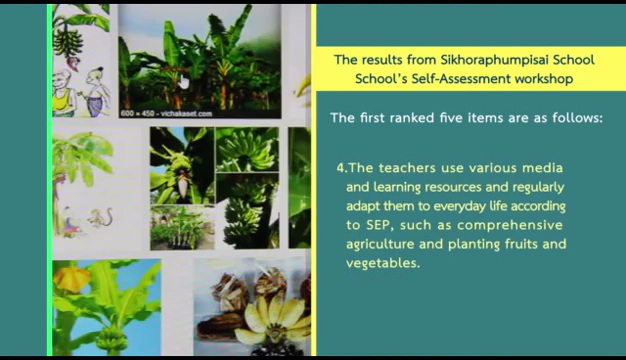 The results from Sikhoraphumpisai School
School's Self-Assessment workshop
The first ranked five items are as follows:
4.The teachers use various media
and learning resources and regularly
adapt them to everyday life according
to SEP, such as comprehensive
agriculture and planting fruits and
vegetables.
600 × 450 - vichakaset.com